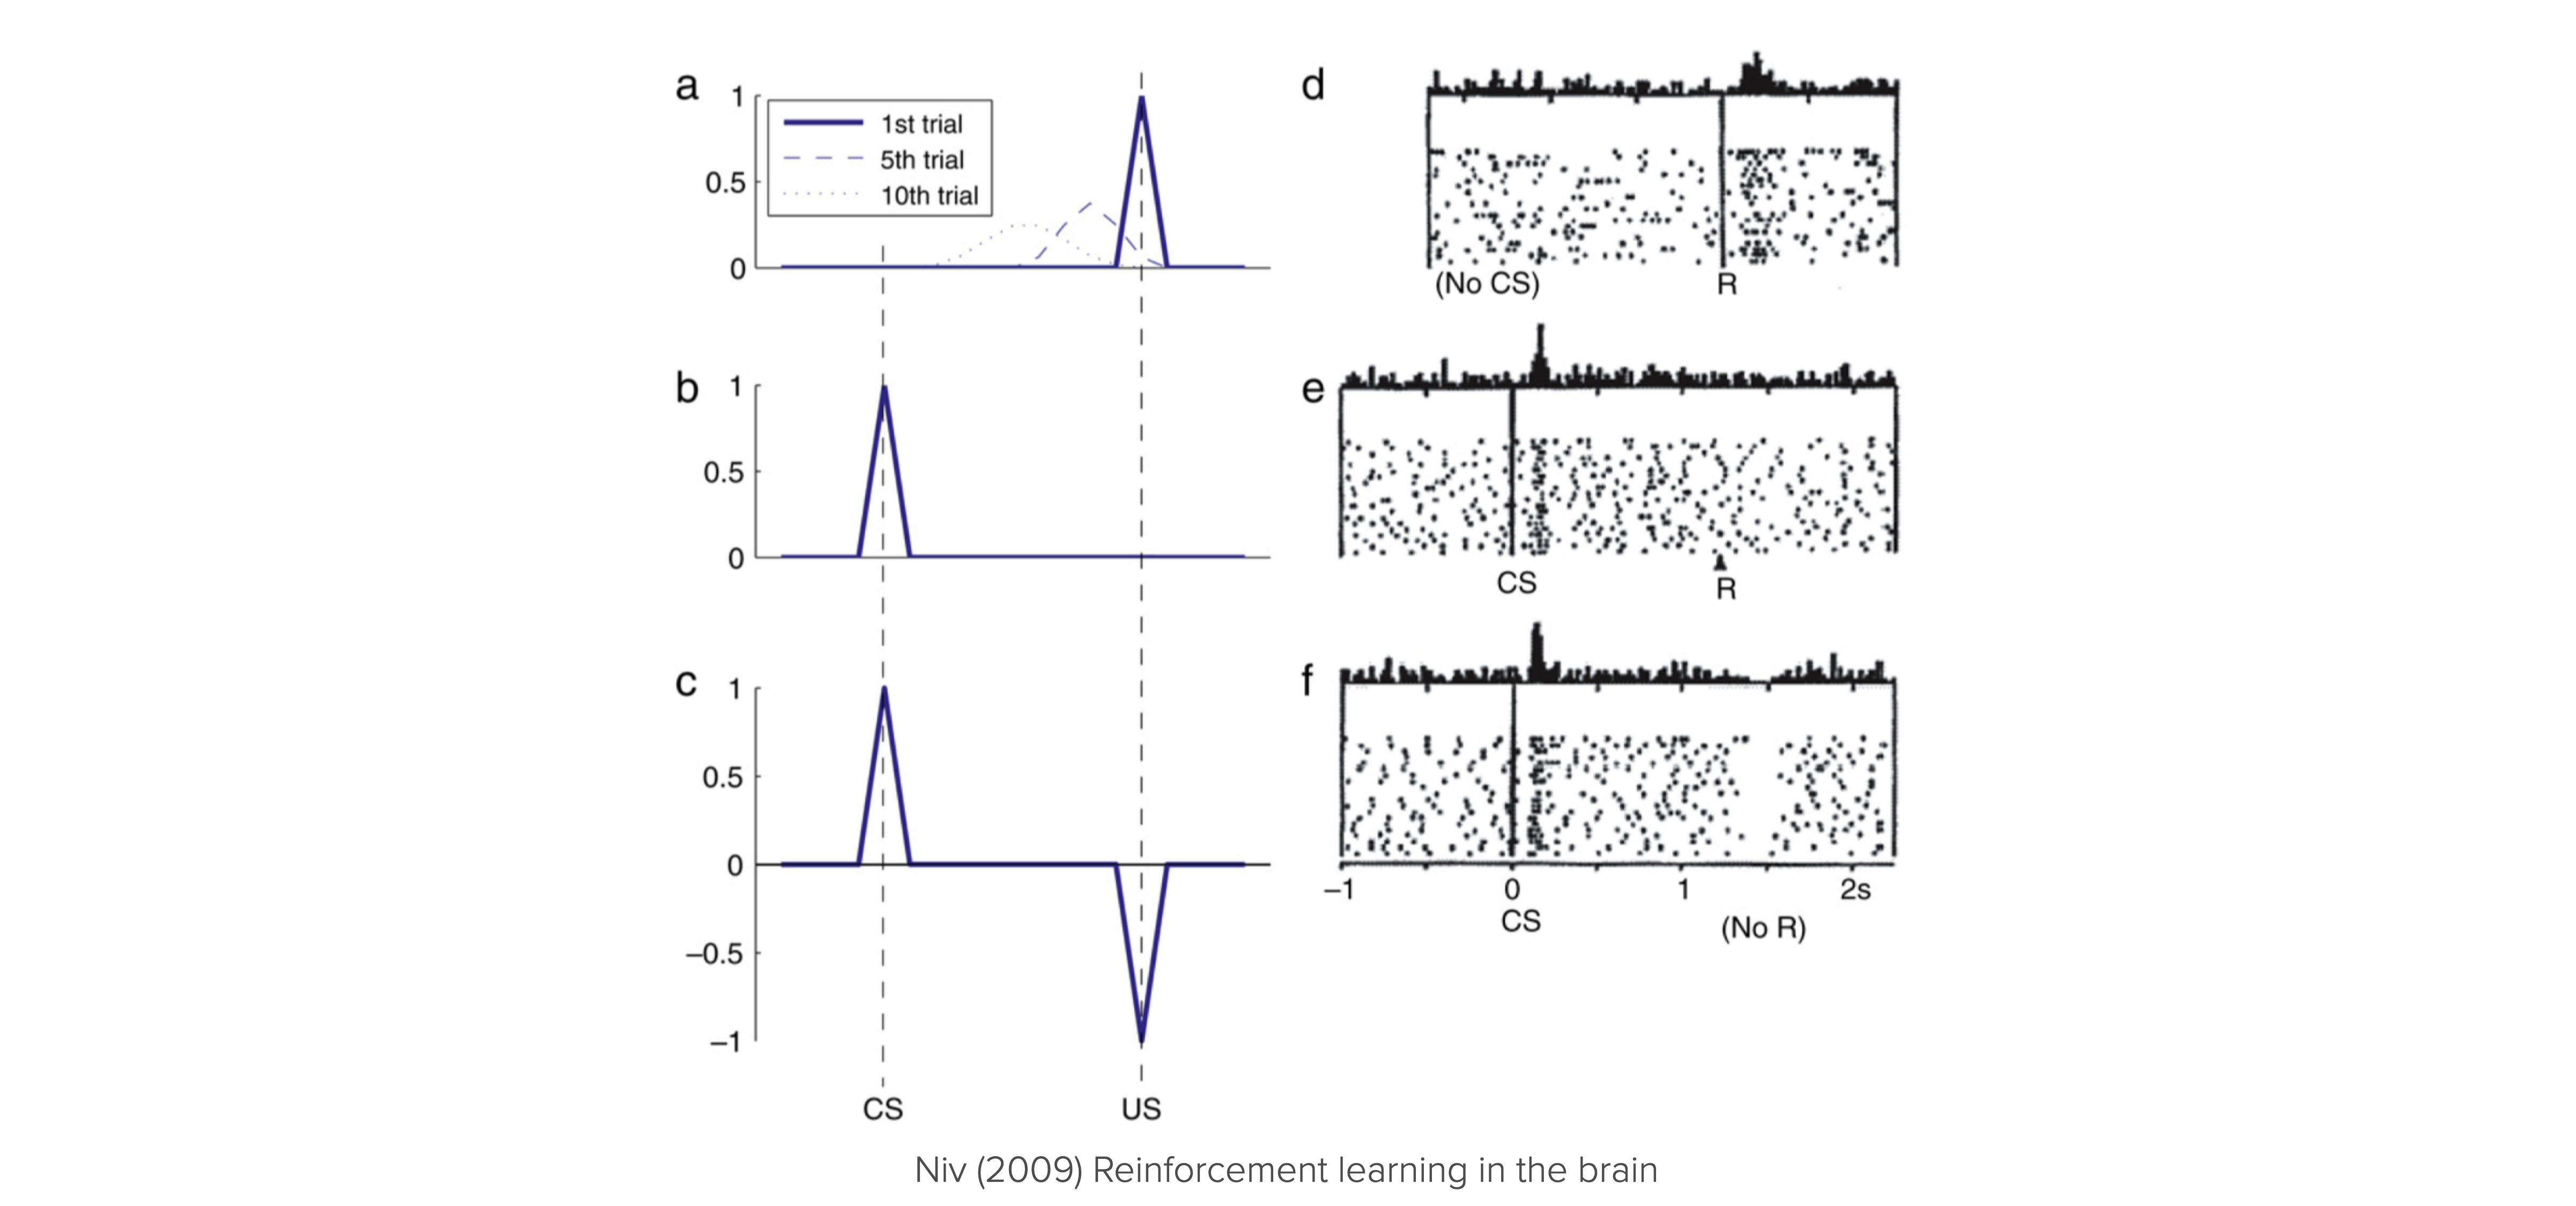 a
1
0.5
0
1st trial
5th trial
10th trial
b
1
0.5
0
c
1
0.5
0
−0.5
−1
CS
US
d
(No CS)
R
e
CS
R
f
−1
0
1
2s
CS
(No R)
Niv (2009) Reinforcement learning in the brain